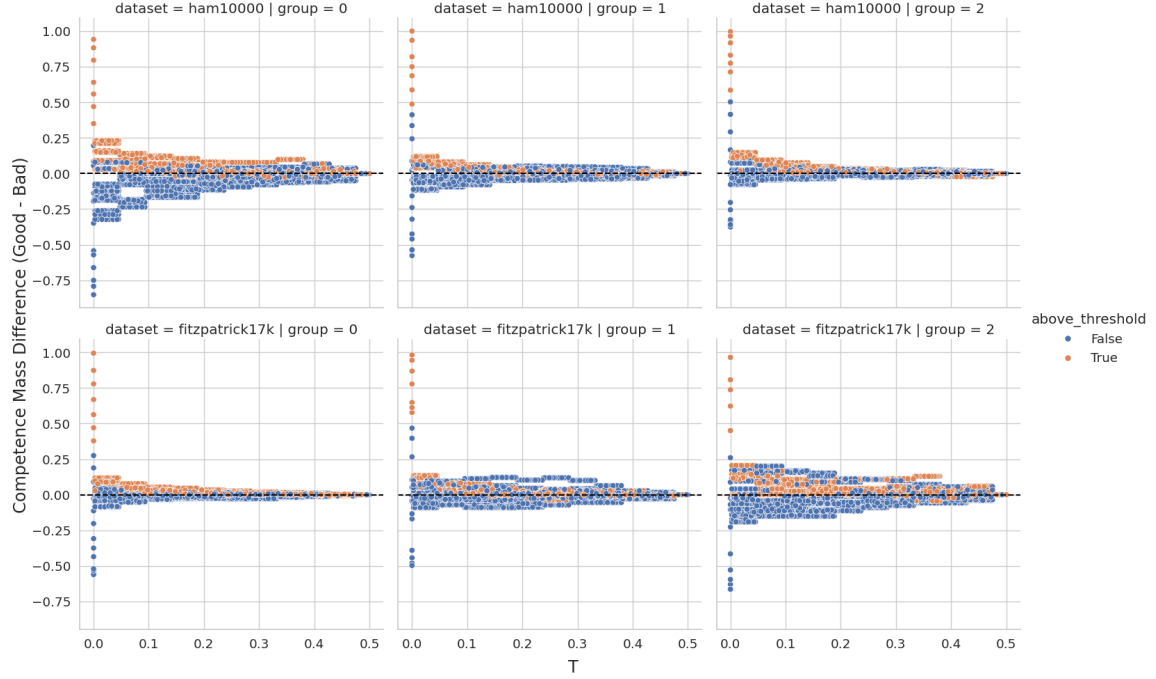 dataset = ham10000 | group = 0
dataset = ham10000 | group = 1
dataset = ham10000 | group = 2
1.00
0.75
0.50
0.25
0.00
−0.25
−0.50
−0.75
dataset = fitzpatrick17k | group = 0
dataset = fitzpatrick17k | group = 1
dataset = fitzpatrick17k | group = 2
1.00
0.75
0.50
0.25
0.00
−0.25
−0.50
−0.75
0.0 0.1 0.2 0.3 0.4 0.5
0.0 0.1 0.2 0.3 0.4 0.5
0.0 0.1 0.2 0.3 0.4 0.5
T
Competence Mass Difference (Good - Bad)
above_threshold
False
True